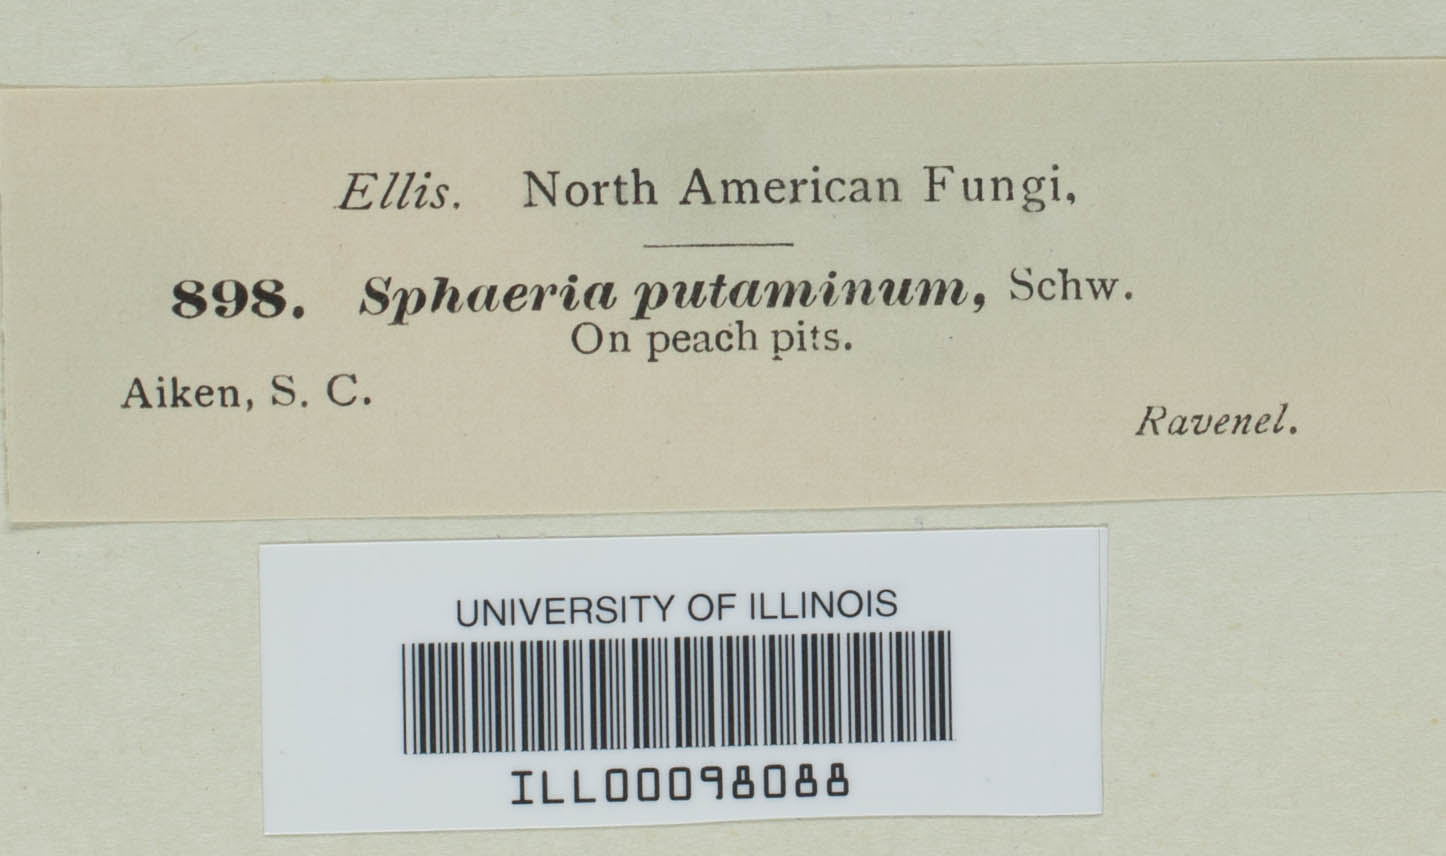 Ellis. North American Fungi,
898. Sphaeria putaminum, Schw.
On peach pits.
Aiken, S. C.
Ravenel.
UNIVERSITY OF ILLINOIS
ILL00098088